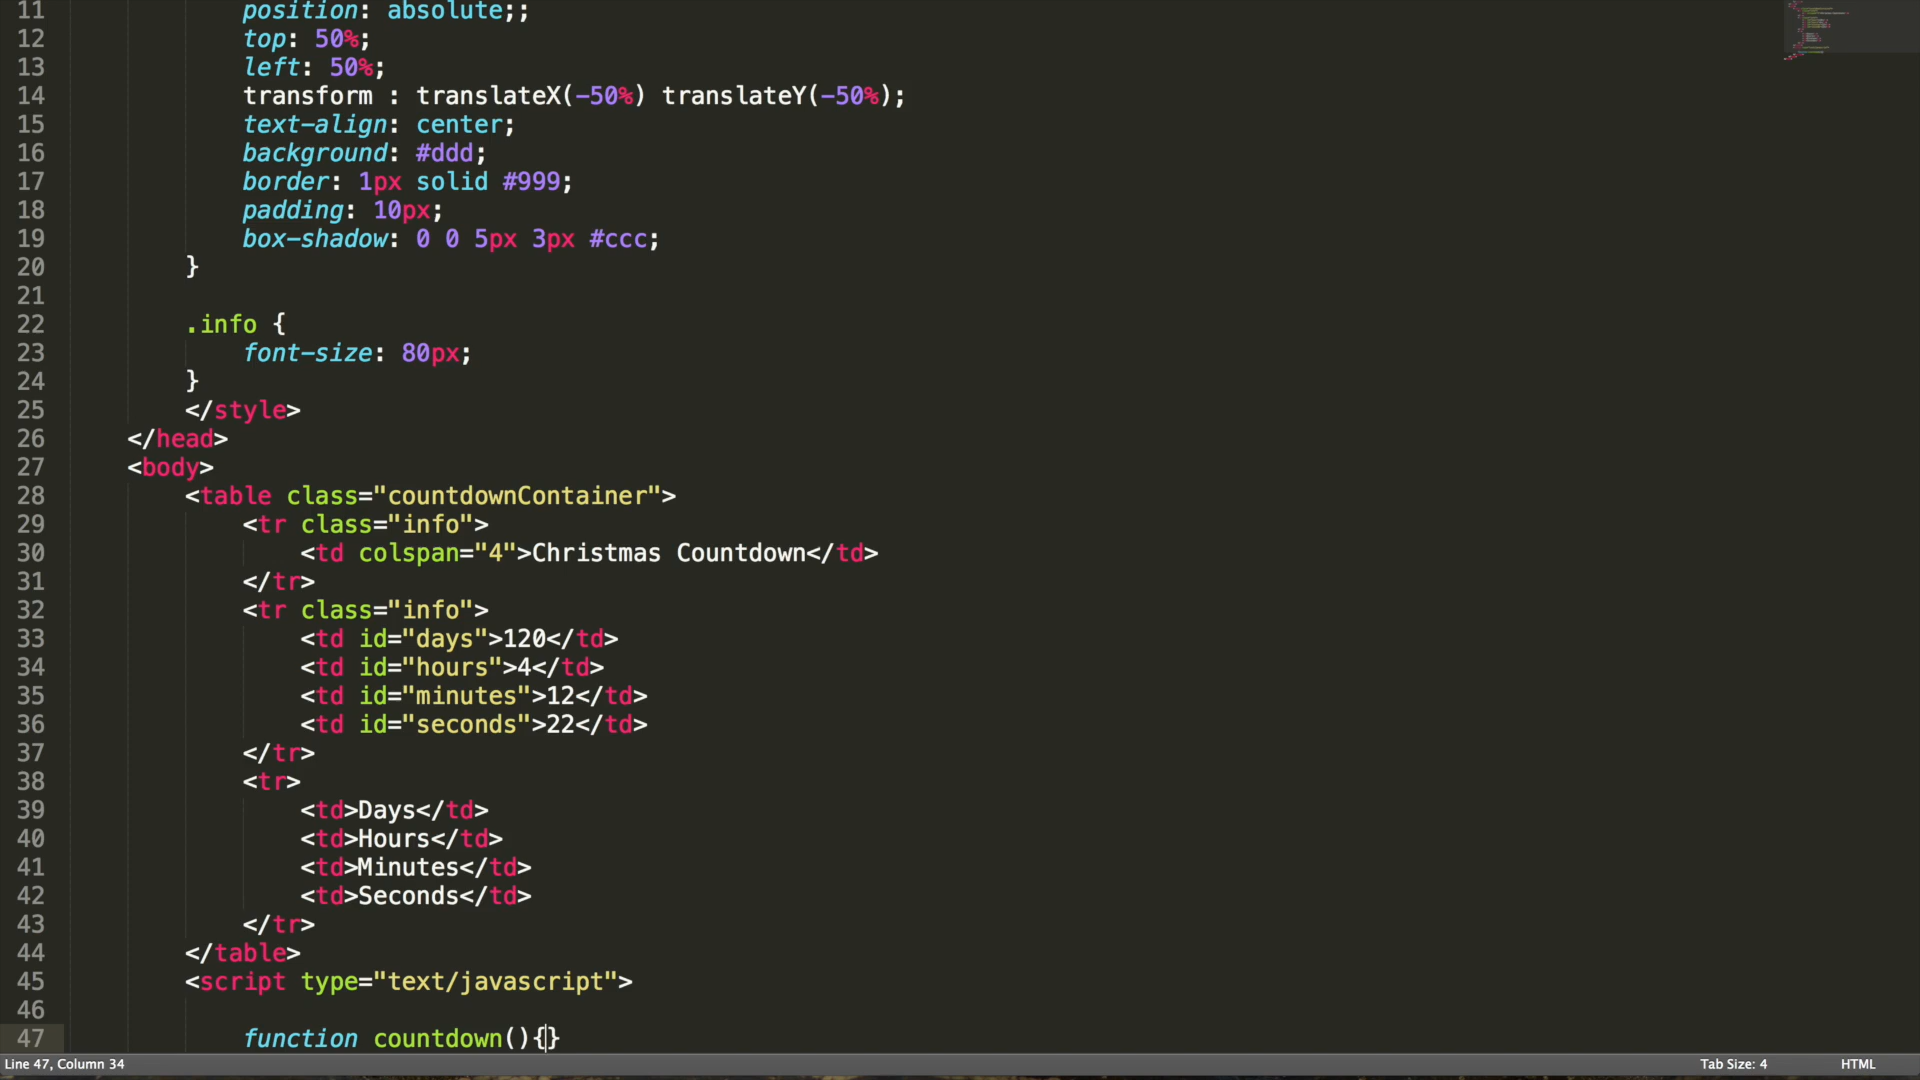 11 position: absolute;;
12 top: 50%;
13 left: 50%;
14 transform : translateX(-50%) translateY(-50%);
15 text-align: center;
16 background: #ddd;
17 border: 1px solid #999;
18 padding: 10px;
19 box-shadow: 0 0 5px 3px #ccc;
20 }
21
22 .info {
23 font-size: 80px;
24 }
25 </style>
26 </head>
27 <body>
28 <table class="countdownContainer">
29 <tr class="info">
30 <td colspan="4">Christmas Countdown</td>
31 </tr>
32 <tr class="info">
33 <td id="days">120</td>
34 <td id="hours">4</td>
35 <td id="minutes">12</td>
36 <td id="seconds">22</td>
37 </tr>
38 <tr>
39 <td>Days</td>
40 <td>Hours</td>
41 <td>Minutes</td>
42 <td>Seconds</td>
43 </tr>
44 </table>
45 <script type="text/javascript">
46
47 function countdown(){}
Line 47, Column 34 Tab Size: 4 HTML